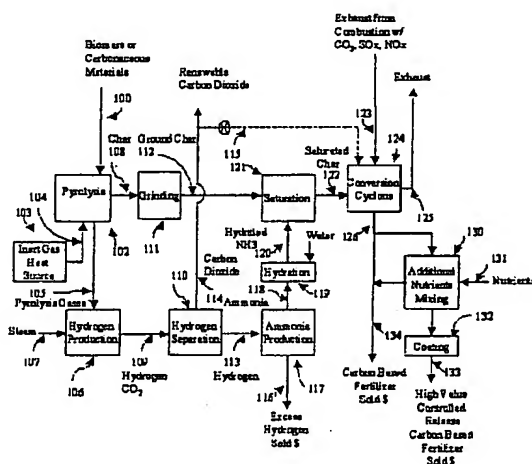 Biomass or
Carbonaceous
Materials
100
Renewable
Carbon Dioxide
Exhaust from
Combustion w/
CO2, SOx, NOx
Exhaust
Char
108
Ground Char
112
115
121
Saturated
Char
122
123
124
125
103
104
Pyrolysis
Grinding
Saturation
Conversion
Cyclone
102
111
Inert Gas
Heat
Source
105
Pyrolysis Gases
110
Carbon
Dioxide
114
Hydrated
NH3
120
Water
Hydration
118
119
Ammonia
126
130
Additional
Nutrients
Mixing
131
Nutrients
Steam
107
Hydrogen
Production
106
109
Hydrogen
CO2
Hydrogen
Separation
113
Hydrogen
Ammonia
Production
116
117
Excess
Hydrogen
Sold $
134
Carbon Based
Fertilizer
Sold $
132
Coating
133
High Value
Controlled
Release
Carbon Based
Fertilizer
Sold $